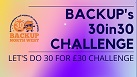 BACKUP's
30in30
CHALLENGE
LET'S DO 30 FOR £30 CHALLENGE
BACKUP
NORTH WEST